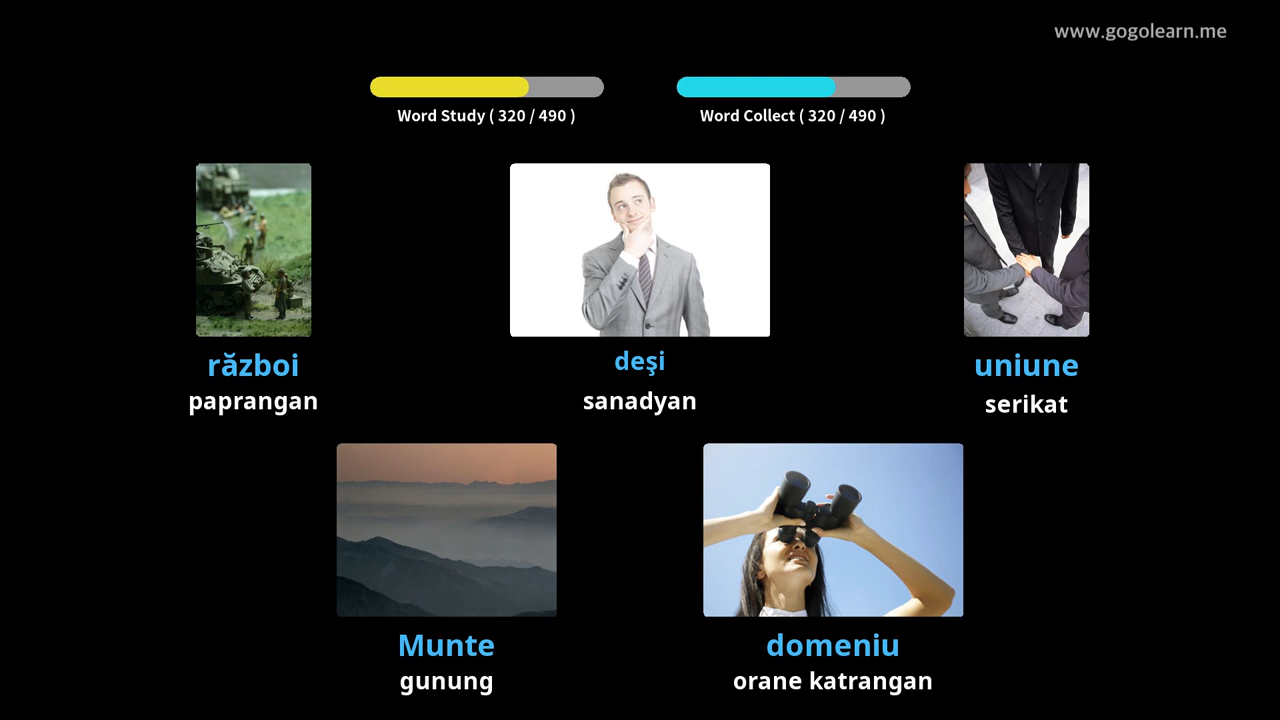 www.gogolearn.me
Word Study ( 320 / 490 )
Word Collect ( 320 / 490 )
război
deşi
uniune
paprangan
sanadyan
serikat
Munte
domeniu
gunung
orane katrangan